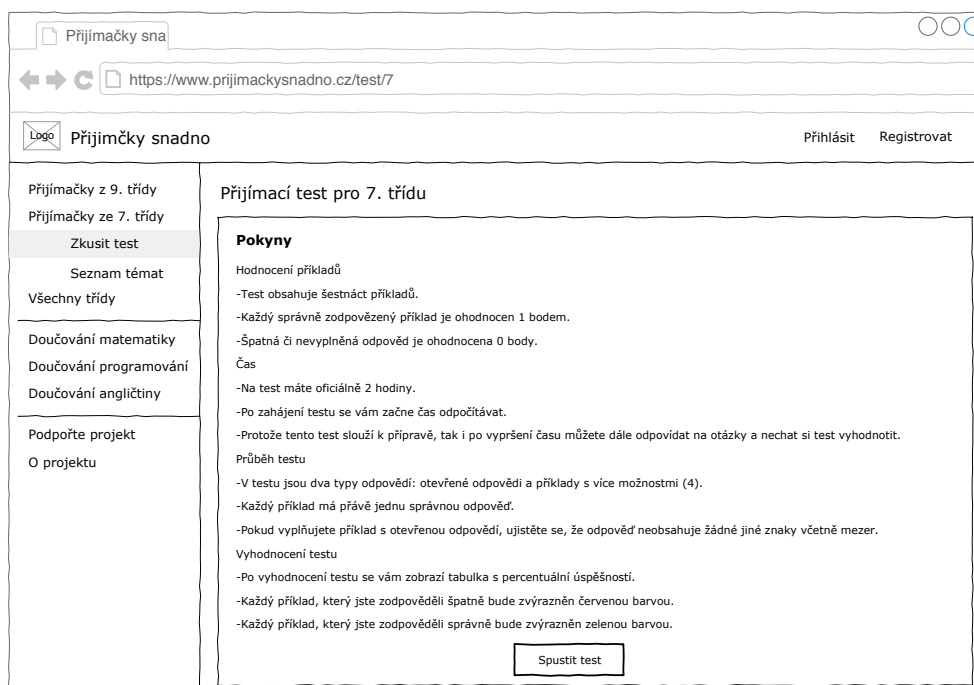 Přijímačky sna
https://www.prijimackysnadno.cz/test/7
Logo
Přijimčky snadno
Přihlásit
Registrovat
Přijímačky z 9. třídy
Přijímačky ze 7. třídy
Zkusit test
Seznam témat
Všechny třídy
Doučování matematiky
Doučování programování
Doučování angličtiny
Podpořte projekt
O projektu
Přijímací test pro 7. třídu
Pokyny
Hodnocení příkladů
-Test obsahuje šestnáct příkladů.
-Každý správně zodpovězený příklad je ohodnocen 1 bodem.
-Špatná či nevyplněná odpověd je ohodnocena 0 body.
Čas
-Na test máte oficiálně 2 hodiny.
-Po zahájení testu se vám začne čas odpočítávat.
-Protože tento test slouží k přípravě, tak i po vypršení času můžete dále odpovídat na otázky a nechat si test vyhodnotit.
Průběh testu
-V testu jsou dva typy odpovědí: otevřené odpovědi a příklady s více možnostmi (4).
-Každý příklad má přávě jednu správnou odpověď.
-Pokud vyplňujete příklad s otevřenou odpovědí, ujistěte se, že odpověď neobsahuje žádné jiné znaky včetně mezer.
Vyhodnocení testu
-Po vyhodnocení testu se vám zobrazí tabulka s percentuální úspěšností.
-Každý příklad, který jste zodpověděli špatně bude zvýrazněn červenou barvou.
-Každý příklad, který jste zodpověděli správně bude zvýrazněn zelenou barvou.
Spustit test